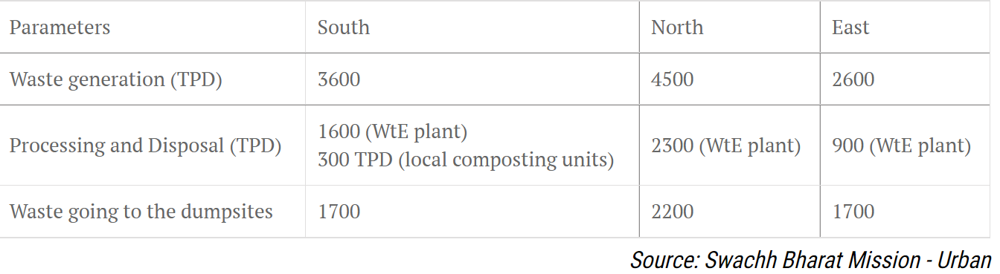 Parameters South North East
Waste generation (TPD) 3600 4500 2600
Processing and Disposal (TPD) 1600 (WtE plant) 2300 (WtE plant) 900 (WtE plant)
300 TPD (local composting units)
Waste going to the dumpsites 1700 2200 1700
Source: Swachh Bharat Mission - Urban